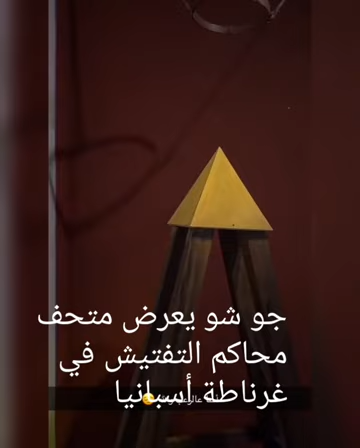 جو شو يعرض متحف
محاكم التفتيش في
غرناطة أسبانيا